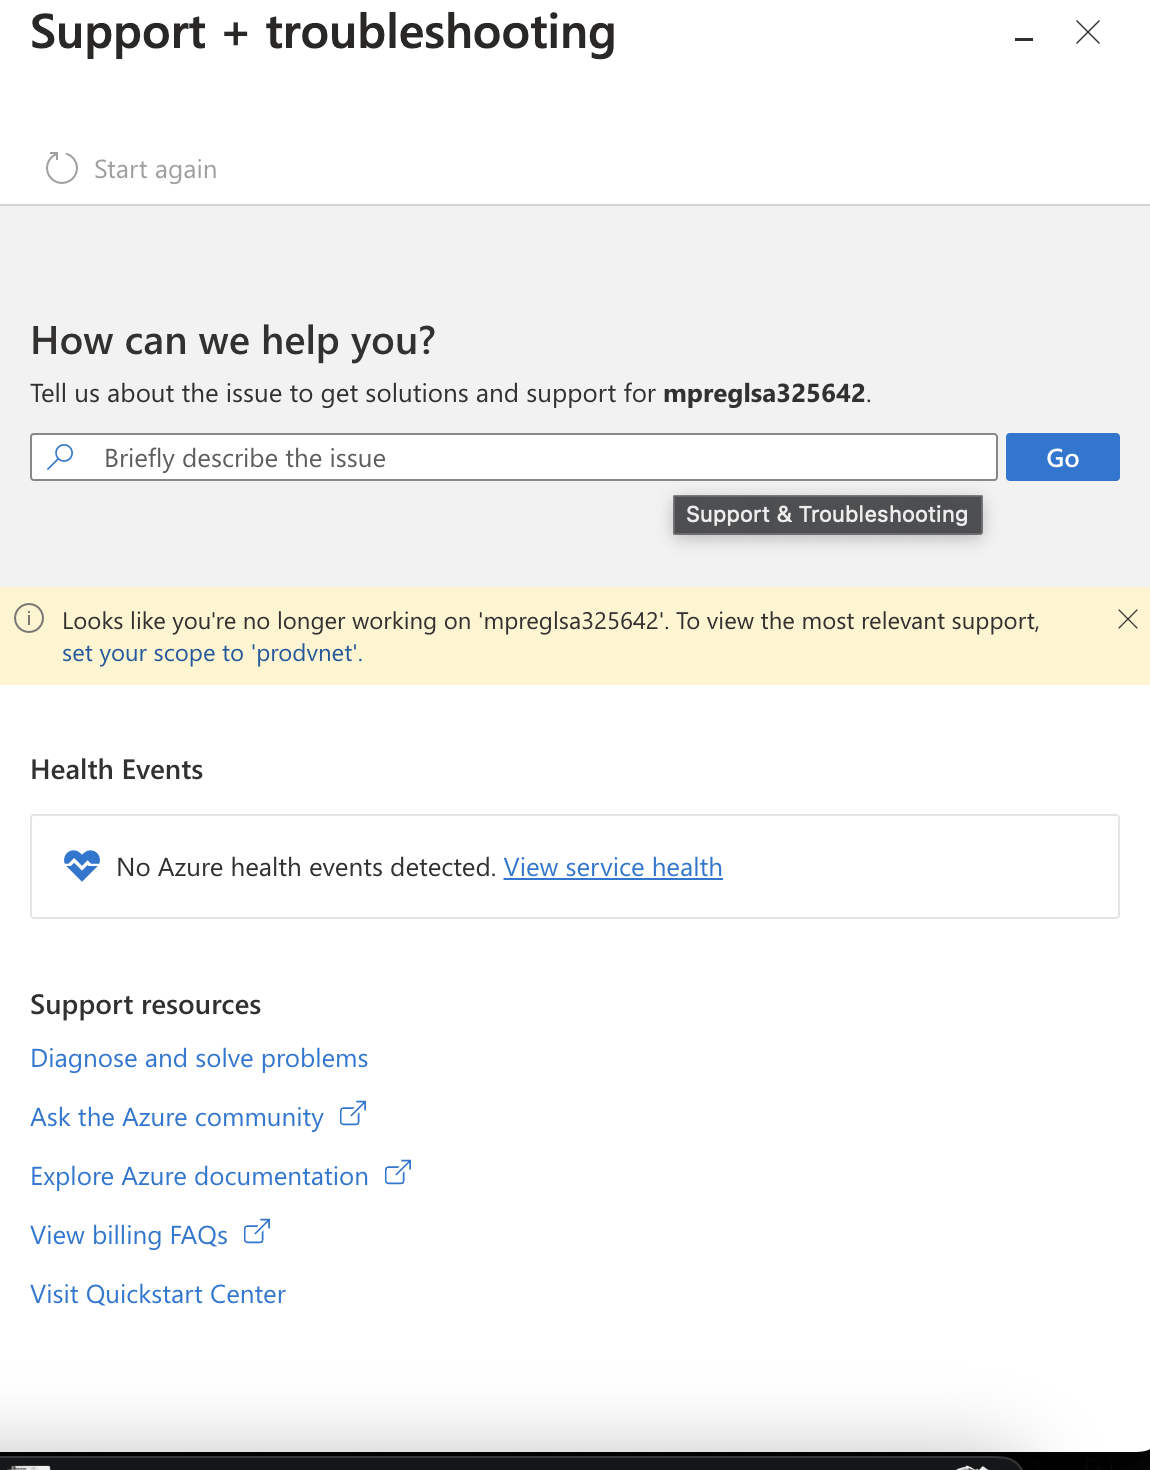 Support + troubleshooting
Start again
How can we help you?
Tell us about the issue to get solutions and support for mpreglsa325642.
Briefly describe the issue
Go
Support & Troubleshooting
Looks like you're no longer working on 'mpreglsa325642'. To view the most relevant support,
set your scope to 'prodvnet'.
Health Events
No Azure health events detected. View service health
Support resources
Diagnose and solve problems
Ask the Azure community
Explore Azure documentation
View billing FAQs
Visit Quickstart Center